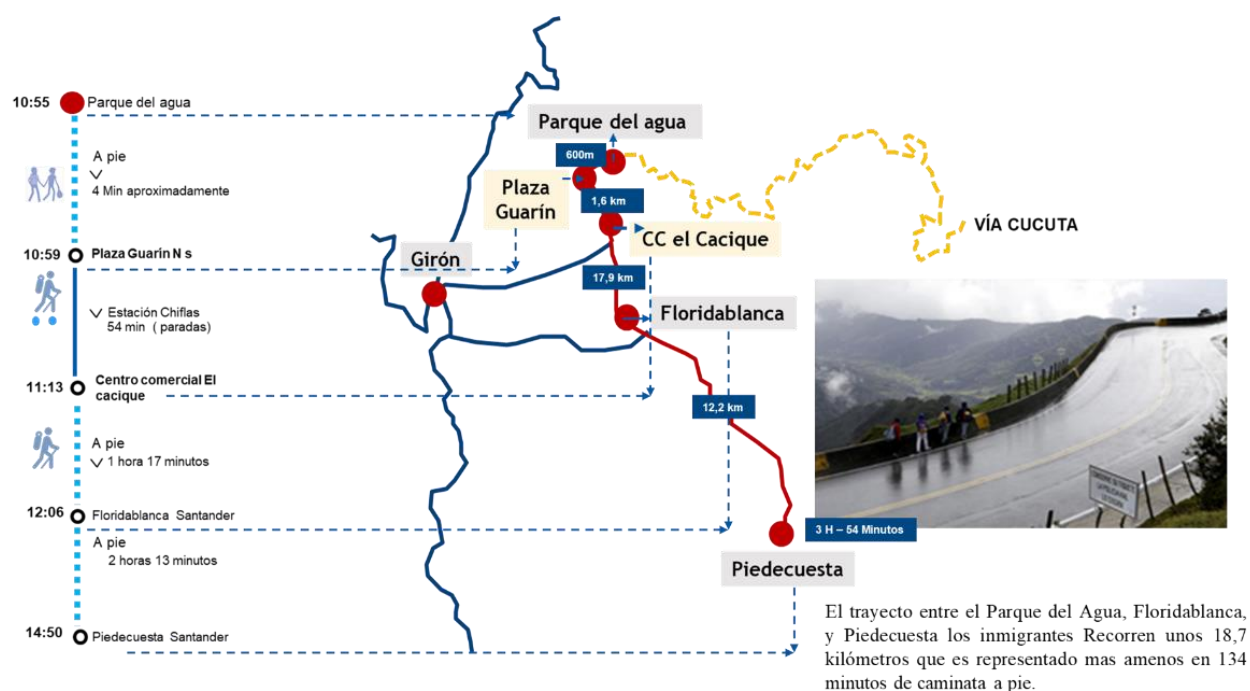 10:55
Parque del agua
A pie
4 Min aproximadamente
10:59
Plaza Guarín N s
Estación Chiflas
54 min ( paradas)
11:13
Centro comercial El
cacique
A pie
1 hora 17 minutos
12:06
Floridablanca Santander
A pie
2 horas 13 minutos
14:50
Piedecuesta Santander
Parque del agua
600m
Plaza
Guarín
1,6 km
CC el Cacique
VÍA CUCUTA
Girón
17,9 km
Floridablanca
12,2 km
3 H – 54 Minutos
Piedecuesta
El trayecto entre el Parque del Agua, Floridablanca,
y Piedecuesta los inmigrantes Recorren unos 18,7
kilómetros que es representado mas amenos en 134
minutos de caminata a pie.